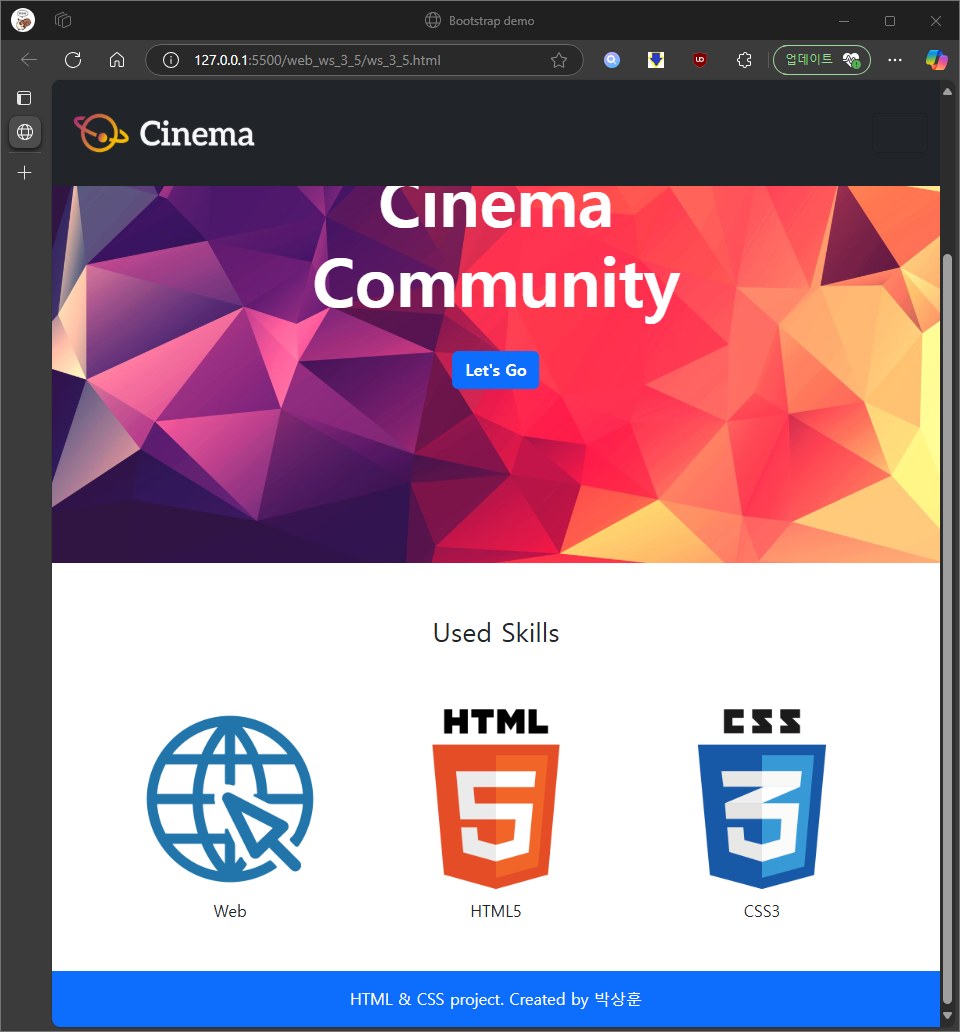 Bootstrap demo
127.0.0.1:5500/web_ws_3_5/ws_3_5.html
업데이트
Cinema
Cinema
Community
Let's Go
Used Skills
HTML
CSS
Web
HTML5
CSS3
HTML & CSS project. Created by 박상훈